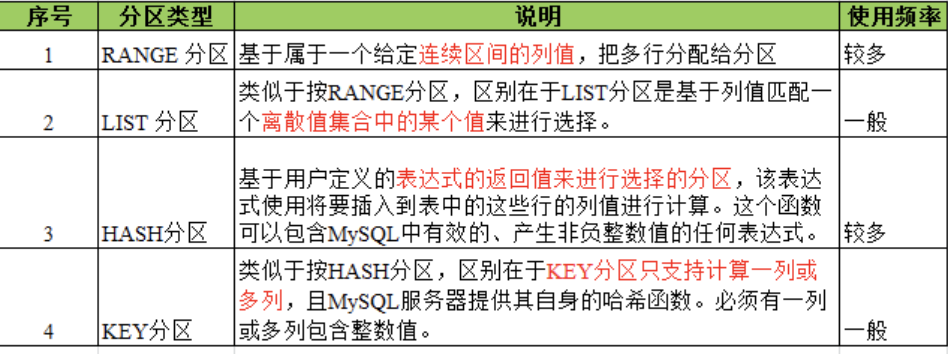 序号 分区类型 说明 使用频率
1 RANGE 分区 基于属于一个给定连续区间的列值，把多行分配给分区 较多
类似于按RANGE分区，区别在于LIST分区是基于列值匹配一
2 LIST 分区 个离散值集合中的某个值来进行选择。 一般
基于用户定义的表达式的返回值来进行选择的分区，该表达
式使用将要插入到表中的这些行的列值进行计算。这个函数
3 HASH分区 可以包含MySQL中有效的、产生非负整数值的任何表达式。 较多
类似于按HASH分区，区别在于KEY分区只支持计算一列或
多列，且MySQL服务器提供其自身的哈希函数。必须有一列
4 KEY分区 或多列包含整数值。 一般